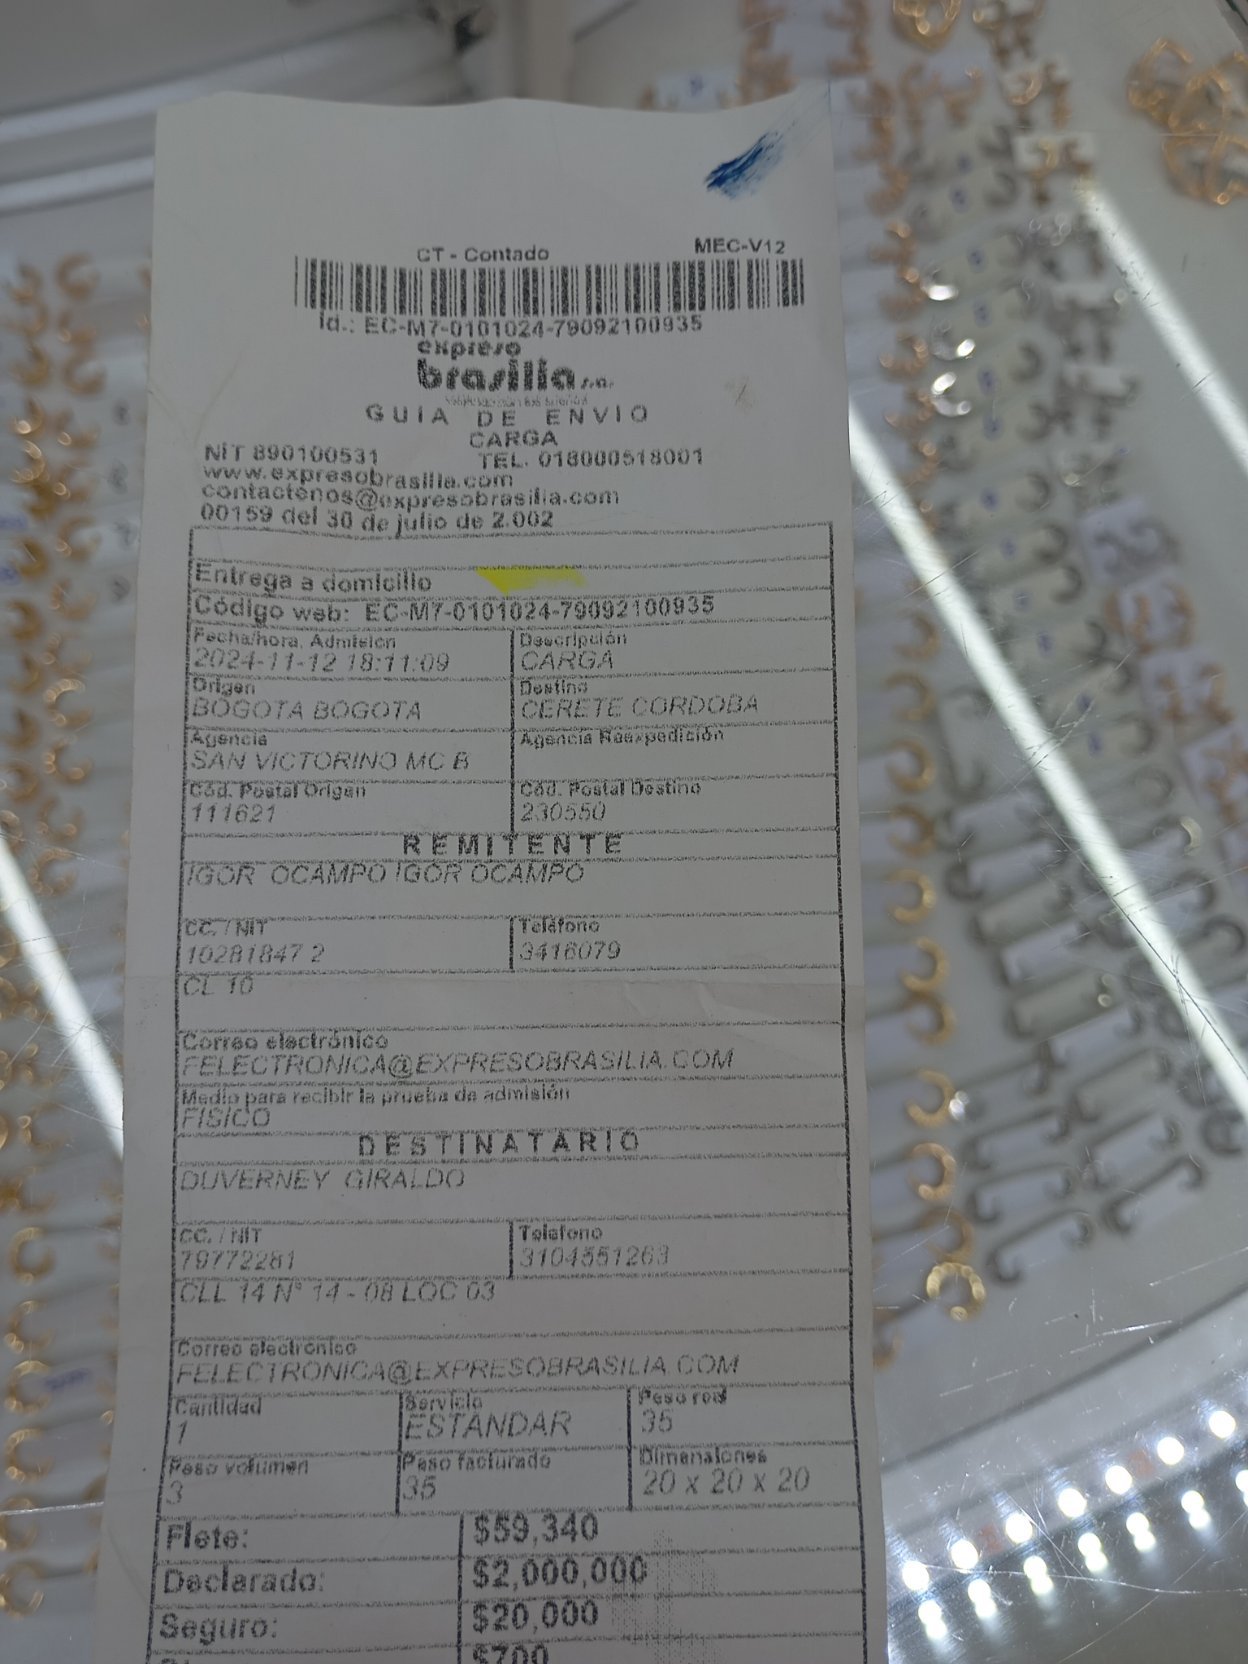 CT - Contado MEC-V12
Id.: EC-M7-0101024-79092100935
expreso
brasilia s.a.
GUIA DE ENVIO
CARGA
NIT 890100531 TEL. 018000518001
www.expresobrasilia.com
contactenos@expresobrasilia.com
00159 del 30 de julio de 2.002
Entrega a domicilio
Código web: EC-M7-0101024-79092100935
Fecha/hora. Admision Descripción
2024-11-12 18:11:09 CARGA
Origen Destino
BOGOTA BOGOTA CERETE CORDOBA
Agencia Agencia Reexpedición
SAN VICTORINO MC B
Cód. Postal Origen Cód. Postal Destino
111621 230550
REMITENTE
IGOR OCAMPO IGOR OCAMPO
CC. / NIT Teléfono
10281847 2 3416079
CL 10
Correo electrónico
FELECTRONICA@EXPRESOBRASILIA.COM
Medio para recibir la prueba de admisión
FISICO
DESTINATARIO
DUVERNEY GIRALDO
CC. / NIT Telefono
79772281 3104551263
CLL 14 N° 14 - 08 LOC 03
Correo electronico
FELECTRONICA@EXPRESOBRASILIA.COM
Cantidad Servicio Peso real
1 ESTANDAR 35
Peso volumen Peso facturado Dimensiones
3 35 20 x 20 x 20
Flete: $59,340
Declarado: $2,000,000
Seguro: $20,000
$700